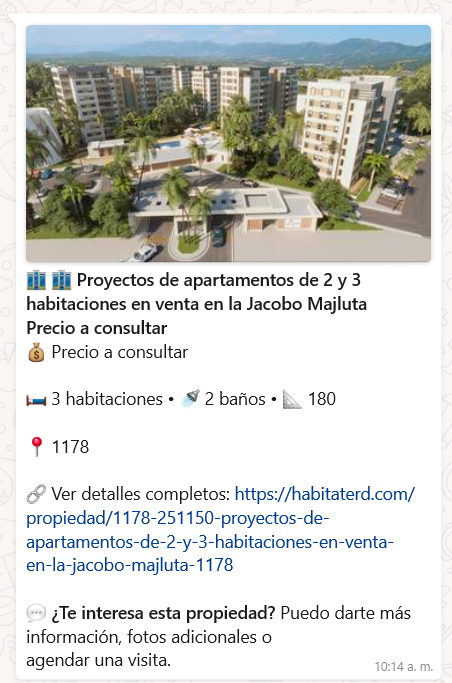 🏘️ 🏘️ Proyectos de apartamentos de 2 y 3
habitaciones en venta en la Jacobo Majluta
Precio a consultar
💰 Precio a consultar
🛏️ 3 habitaciones • 🚿 2 baños • 📐 180
📍 1178
🔗 Ver detalles completos: https://habitaterd.com/
propiedad/1178-251150-proyectos-de-
apartamentos-de-2-y-3-habitaciones-en-venta-
en-la-jacobo-majluta-1178
💬 ¿Te interesa esta propiedad? Puedo darte más
información, fotos adicionales o
agendar una visita.
10:14 a. m.